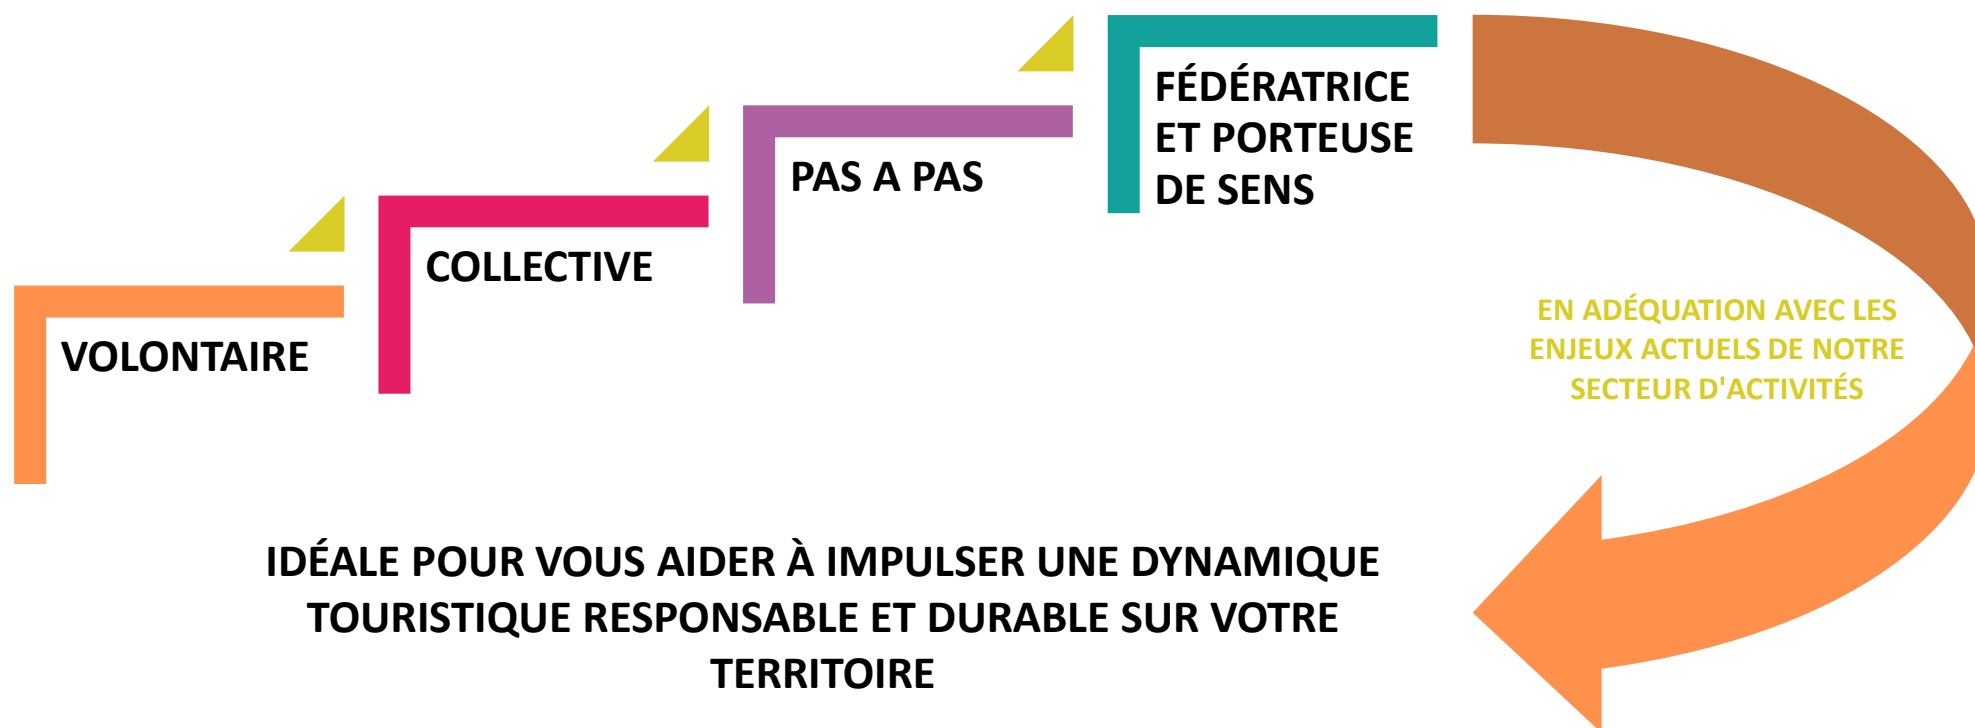 VOLONTAIRE
COLLECTIVE
PAS A PAS
FÉDÉRATRICE
ET PORTEUSE
DE SENS
EN ADÉQUATION AVEC LES
ENJEUX ACTUELS DE NOTRE
SECTEUR D'ACTIVITÉS
IDÉALE POUR VOUS AIDER À IMPULSER UNE DYNAMIQUE
TOURISTIQUE RESPONSABLE ET DURABLE SUR VOTRE
TERRITOIRE